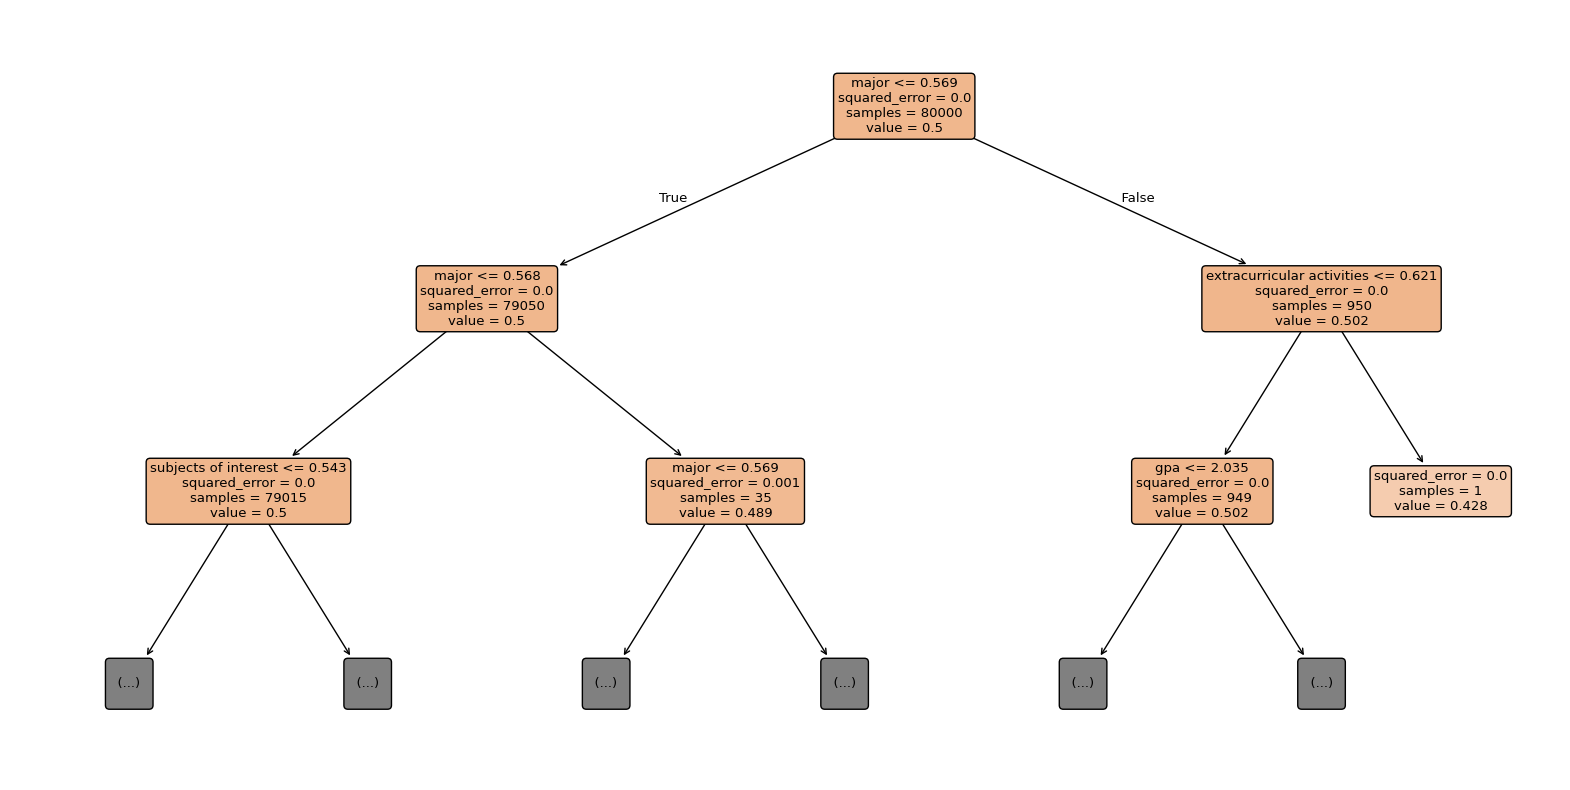 major <= 0.569
squared_error = 0.0
samples = 80000
value = 0.5
True
False
major <= 0.568
squared_error = 0.0
samples = 79050
value = 0.5
extracurricular activities <= 0.621
squared_error = 0.0
samples = 950
value = 0.502
subjects of interest <= 0.543
squared_error = 0.0
samples = 79015
value = 0.5
major <= 0.569
squared_error = 0.001
samples = 35
value = 0.489
gpa <= 2.035
squared_error = 0.0
samples = 949
value = 0.502
squared_error = 0.0
samples = 1
value = 0.428
(...)
(...)
(...)
(...)
(...)
(...)